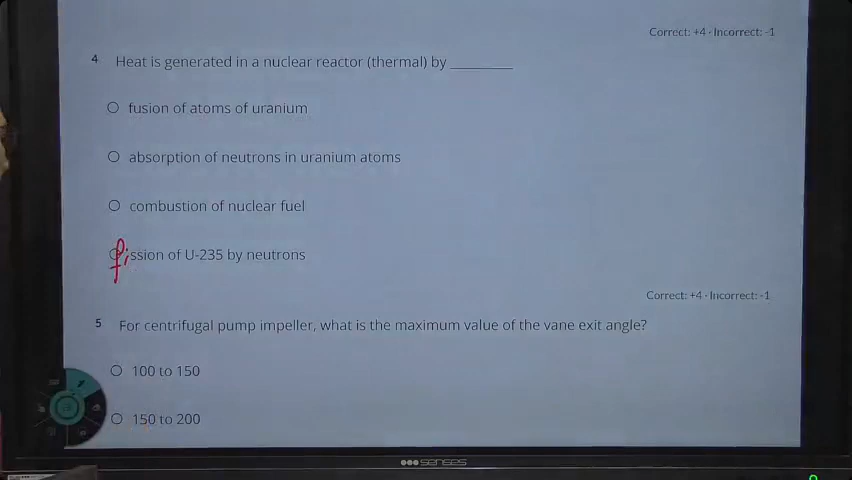 Correct: +4 · Incorrect: -1
4 Heat is generated in a nuclear reactor (thermal) by ________
fusion of atoms of uranium
absorption of neutrons in uranium atoms
combustion of nuclear fuel
fission of U-235 by neutrons
Correct: +4 · Incorrect: -1
5 For centrifugal pump impeller, what is the maximum value of the vane exit angle?
100 to 150
150 to 200
senses